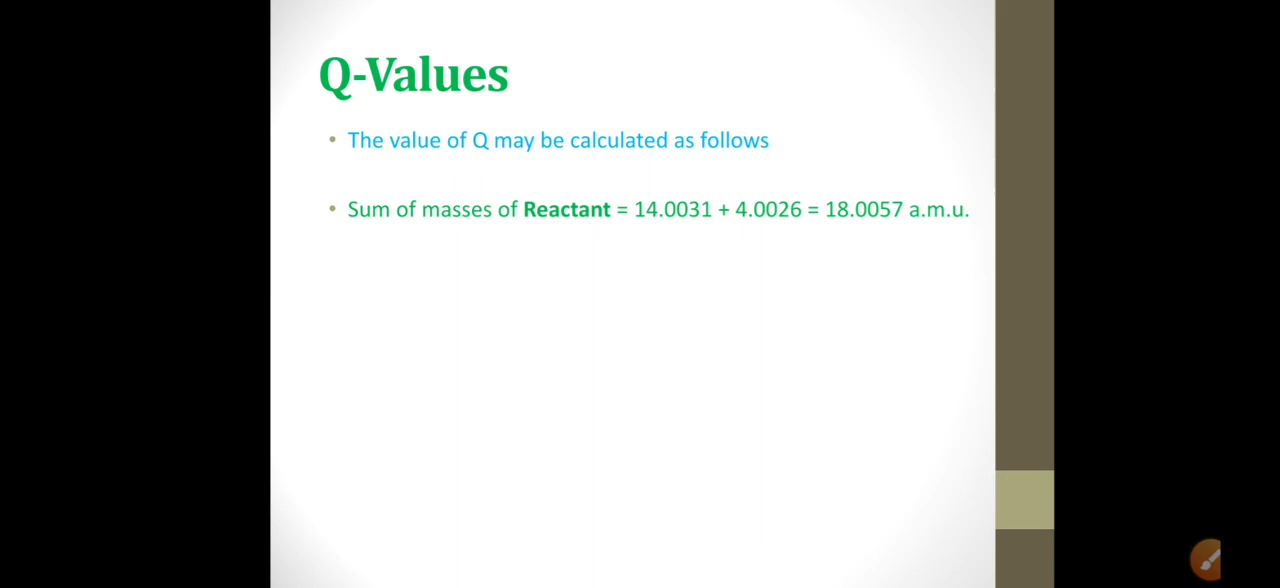 Q-Values
• The value of Q may be calculated as follows
• Sum of masses of Reactant = 14.0031 + 4.0026 = 18.0057 a.m.u.